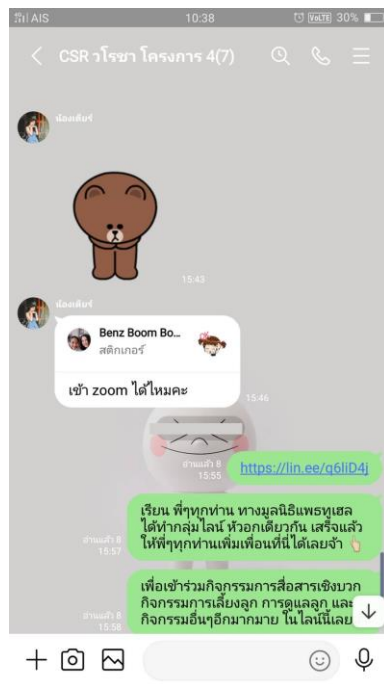 AIS 10:38 VoLTE 30%
CSR วโรชา โครงการ 4(7)
น้องเตียร์
15:43
น้องเตียร์
Benz Boom Bo...
สติกเกอร์
เข้า zoom ได้ไหมคะ
15:46
อ่านแล้ว 8
15:55
https://lin.ee/q6liD4j
เรียน พี่ๆทุกท่าน ทางมูลนิธิแพธทูเฮล
ได้ทำกลุ่มไลน์ หัวอกเดียวกัน เสร็จแล้ว
ให้พี่ๆทุกท่านเพิ่มเพื่อนที่นี่ได้เลยจ้า
อ่านแล้ว 8
15:57
เพื่อเข้าร่วมกิจกรรมการสื่อสารเชิงบวก
กิจกรรมการเลี้ยงลูก การดูแลลูก และ
กิจกรรมอื่นๆอีกมากมาย ในไลน์นี้เลย
อ่านแล้ว 8
15:58